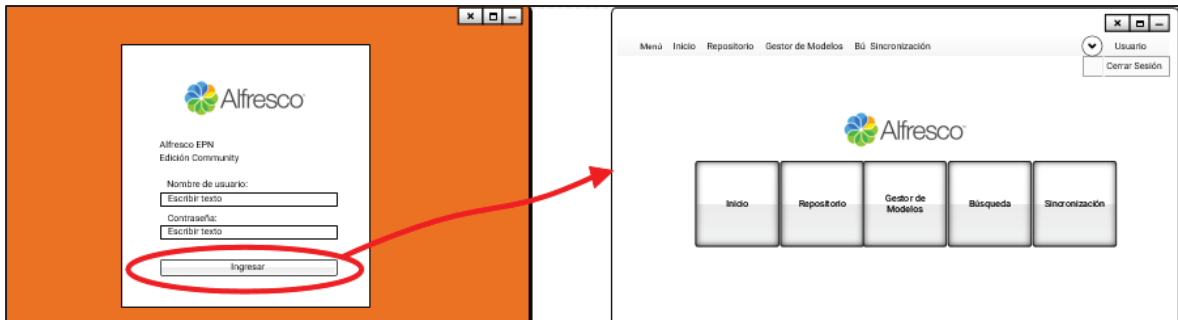 Alfresco
Alfresco EPN
Edición Community
Nombre de usuario:
Escribir texto
Contraseña:
Escribir texto
Ingresar
Menú Inicio Repositorio Gestor de Modelos Bú Sincronización
Usuario
Cerrar Sesión
Alfresco
Inicio
Repositorio
Gestor de
Modelos
Búsqueda
Sincronización